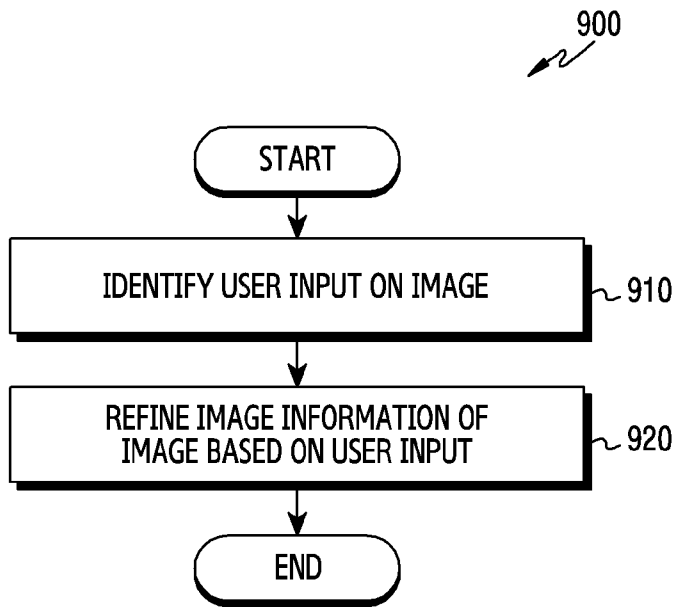 900
START
IDENTIFY USER INPUT ON IMAGE
910
REFINE IMAGE INFORMATION OF
IMAGE BASED ON USER INPUT
920
END